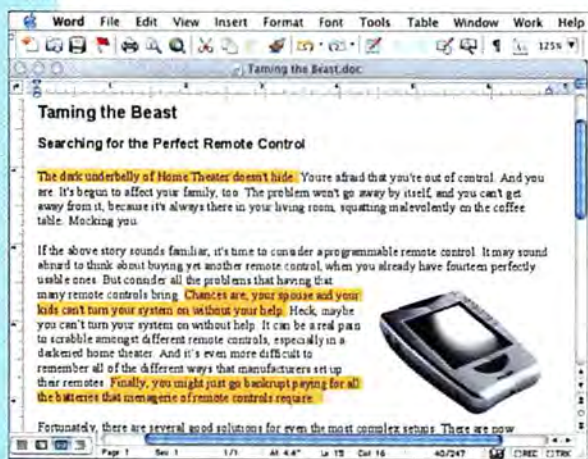 Word File Edit View Insert Format Font Tools Table Window Work Help
125%
Taming the Beast.doc
Taming the Beast
Searching for the Perfect Remote Control
The dark underbelly of Home Theater doesn't hide. Youre afraid that you're out of control. And you
are. It's begun to affect your family, too. The problem won't go away by itself, and you can't get
away from it, because it's always there in your living room, squatting malevolently on the coffee
table. Mocking you.
If the above story sounds familiar, it's time to consider a programmable remote control. It may sound
absurd to think about buying yet another remote control, when you already have fourteen perfectly
usable ones. But consider all the problems that having that
many remote controls bring. Chances are, your spouse and your
kids can't turn your system on without your help. Heck, maybe
you can't turn your system on without help. It can be a real pain
to scrabble amongst different remote controls, especially in a
darkened home theater. And it's even more difficult to
remember all of the different ways that manufacturers set up
their remotes. Finally, you might just go bankrupt paying for all
the batteries that menagerie of remote controls require.
Fortunately, there are several good solutions for even the most complex setups. There are now
Page 1 Sec 1 1/1 At 4.4" Ln 15 Col 16 40/247 REC TRK